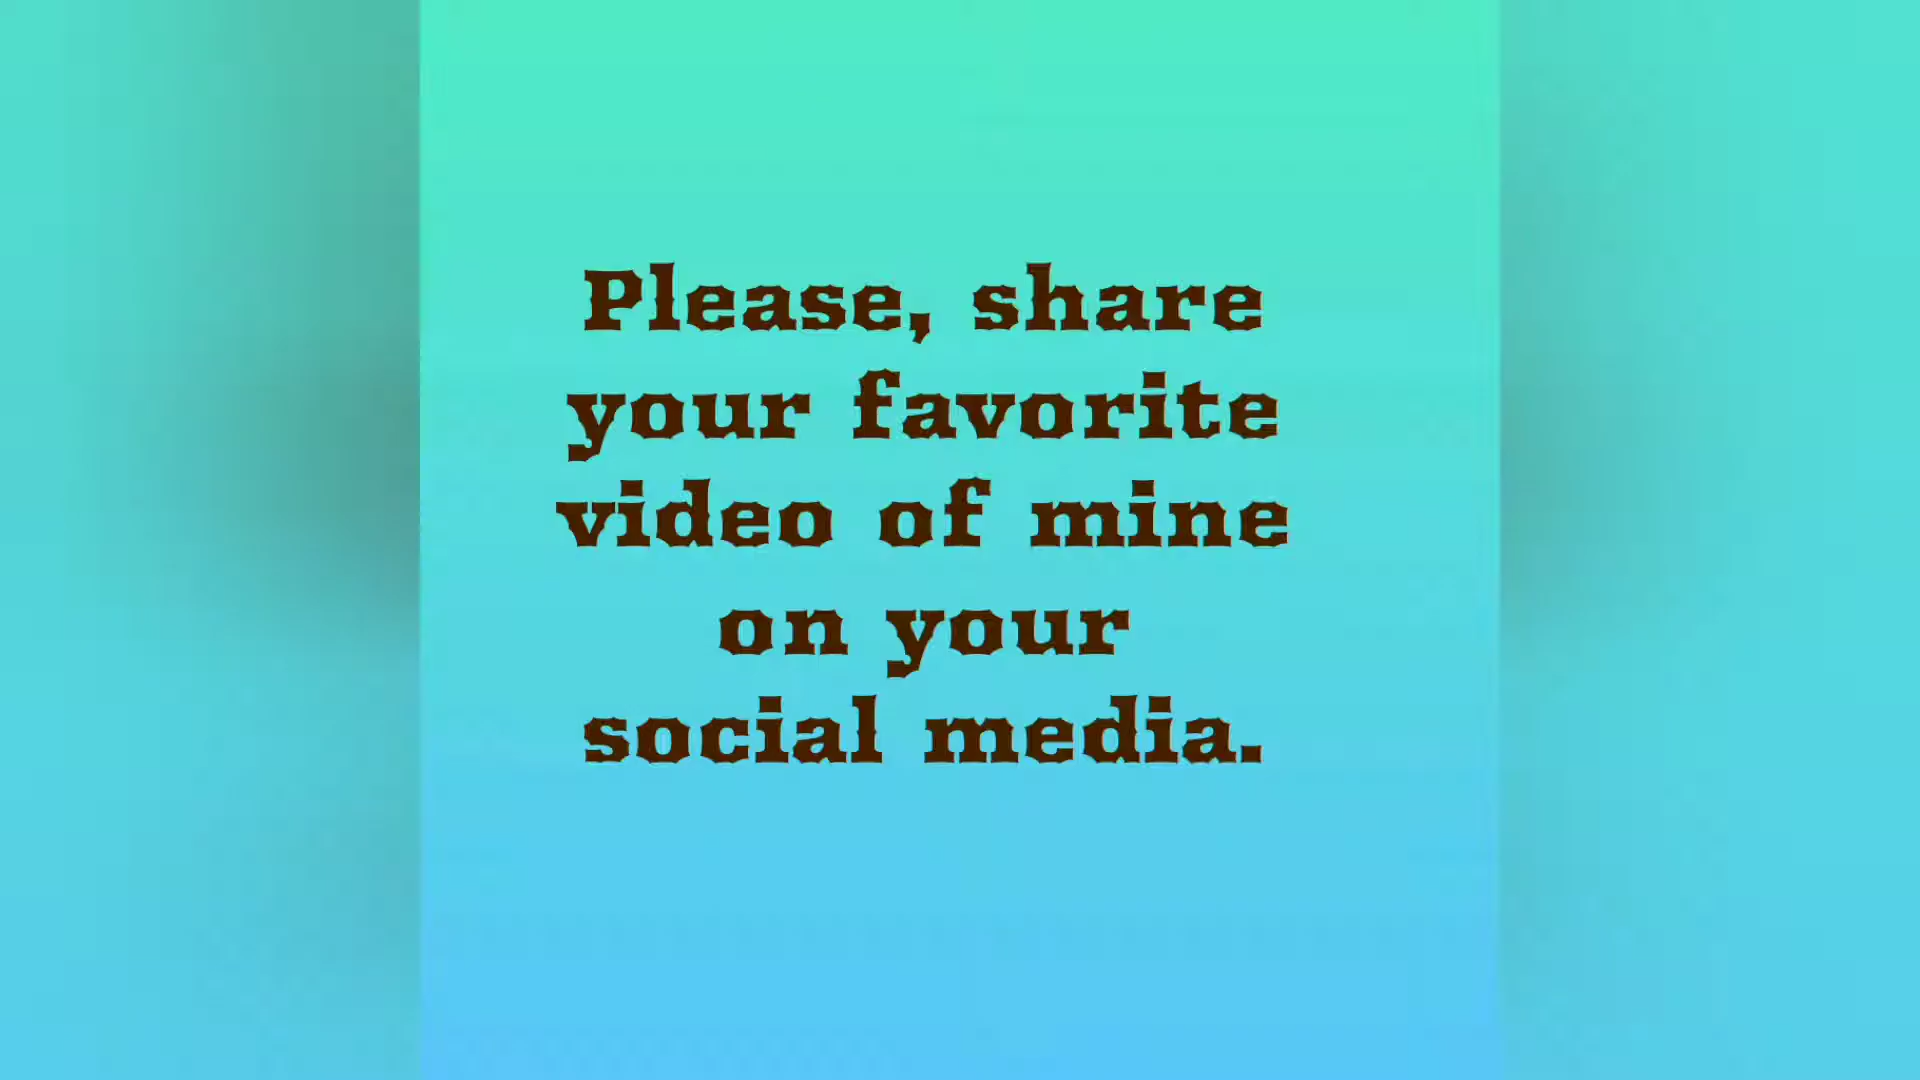 Please, share
your favorite
video of mine
on your
social media.